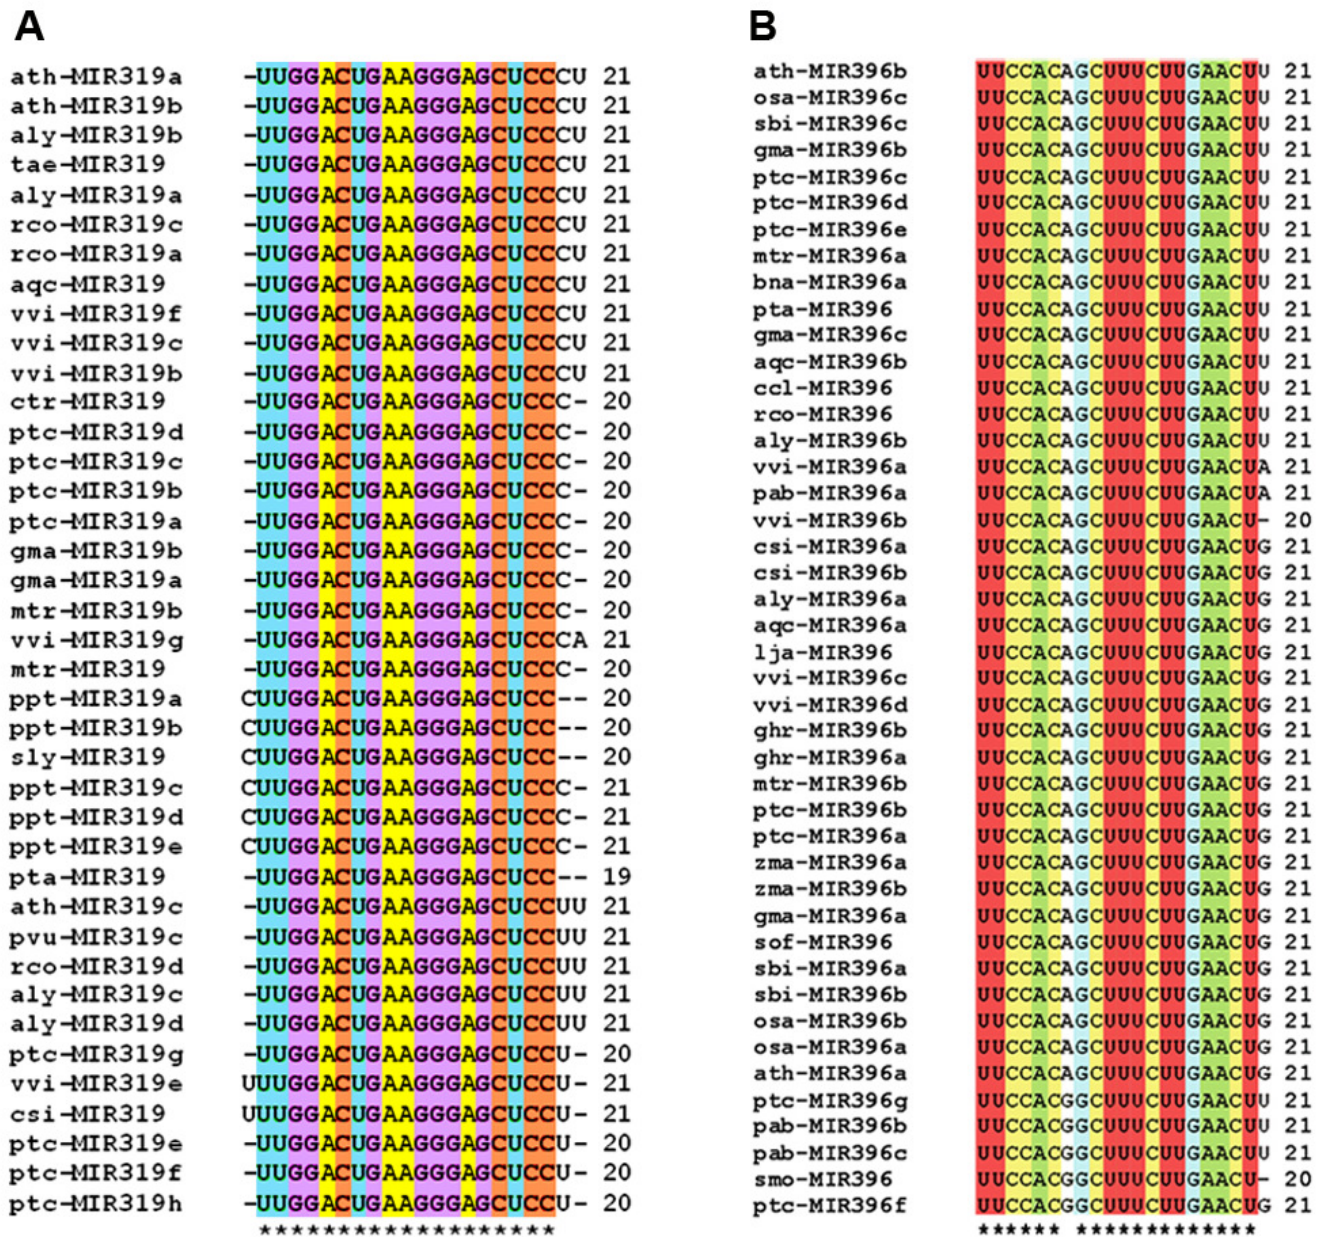 A
ath-MIR319a -UUGGACUGAAGGGAGCUCCCU 21
ath-MIR319b -UUGGACUGAAGGGAGCUCCCU 21
aly-MIR319b -UUGGACUGAAGGGAGCUCCCU 21
tae-MIR319 -UUGGACUGAAGGGAGCUCCCU 21
aly-MIR319a -UUGGACUGAAGGGAGCUCCCU 21
rco-MIR319c -UUGGACUGAAGGGAGCUCCCU 21
rco-MIR319a -UUGGACUGAAGGGAGCUCCCU 21
aqc-MIR319 -UUGGACUGAAGGGAGCUCCCU 21
vvi-MIR319f -UUGGACUGAAGGGAGCUCCCU 21
vvi-MIR319c -UUGGACUGAAGGGAGCUCCCU 21
vvi-MIR319b -UUGGACUGAAGGGAGCUCCCU 21
ctr-MIR319 -UUGGACUGAAGGGAGCUCCC- 20
ptc-MIR319d -UUGGACUGAAGGGAGCUCCC- 20
ptc-MIR319c -UUGGACUGAAGGGAGCUCCC- 20
ptc-MIR319b -UUGGACUGAAGGGAGCUCCC- 20
ptc-MIR319a -UUGGACUGAAGGGAGCUCCC- 20
gma-MIR319b -UUGGACUGAAGGGAGCUCCC- 20
gma-MIR319a -UUGGACUGAAGGGAGCUCCC- 20
mtr-MIR319b -UUGGACUGAAGGGAGCUCCC- 20
vvi-MIR319g -UUGGACUGAAGGGAGCUCCCA 21
mtr-MIR319 -UUGGACUGAAGGGAGCUCCC- 20
ppt-MIR319a CUUGGACUGAAGGGAGCUCC-- 20
ppt-MIR319b CUUGGACUGAAGGGAGCUCC-- 20
sly-MIR319 CUUGGACUGAAGGGAGCUCC-- 20
ppt-MIR319c CUUGGACUGAAGGGAGCUCCC- 21
ppt-MIR319d CUUGGACUGAAGGGAGCUCCC- 21
ppt-MIR319e CUUGGACUGAAGGGAGCUCCC- 21
pta-MIR319 -UUGGACUGAAGGGAGCUCC-- 19
ath-MIR319c -UUGGACUGAAGGGAGCUCCUU 21
pvu-MIR319c -UUGGACUGAAGGGAGCUCCUU 21
rco-MIR319d -UUGGACUGAAGGGAGCUCCUU 21
aly-MIR319c -UUGGACUGAAGGGAGCUCCUU 21
aly-MIR319d -UUGGACUGAAGGGAGCUCCUU 21
ptc-MIR319g -UUGGACUGAAGGGAGCUCCU- 20
vvi-MIR319e UUUGGACUGAAGGGAGCUCCU- 21
csi-MIR319 UUUGGACUGAAGGGAGCUCCU- 21
ptc-MIR319e -UUGGACUGAAGGGAGCUCCU- 20
ptc-MIR319f -UUGGACUGAAGGGAGCUCCU- 20
ptc-MIR319h -UUGGACUGAAGGGAGCUCCU- 20
*******************
B
ath-MIR396b UUCCACAGCUUUCUUGAACUU 21
osa-MIR396c UUCCACAGCUUUCUUGAACUU 21
sbi-MIR396c UUCCACAGCUUUCUUGAACUU 21
gma-MIR396b UUCCACAGCUUUCUUGAACUU 21
ptc-MIR396c UUCCACAGCUUUCUUGAACUU 21
ptc-MIR396d UUCCACAGCUUUCUUGAACUU 21
ptc-MIR396e UUCCACAGCUUUCUUGAACUU 21
mtr-MIR396a UUCCACAGCUUUCUUGAACUU 21
bna-MIR396a UUCCACAGCUUUCUUGAACUU 21
pta-MIR396 UUCCACAGCUUUCUUGAACUU 21
gma-MIR396c UUCCACAGCUUUCUUGAACUU 21
aqc-MIR396b UUCCACAGCUUUCUUGAACUU 21
ccl-MIR396 UUCCACAGCUUUCUUGAACUU 21
rco-MIR396 UUCCACAGCUUUCUUGAACUU 21
aly-MIR396b UUCCACAGCUUUCUUGAACUU 21
vvi-MIR396a UUCCACAGCUUUCUUGAACUA 21
pab-MIR396a UUCCACAGCUUUCUUGAACUA 21
vvi-MIR396b UUCCACAGCUUUCUUGAACU- 20
csi-MIR396a UUCCACAGCUUUCUUGAACUG 21
csi-MIR396b UUCCACAGCUUUCUUGAACUG 21
aly-MIR396a UUCCACAGCUUUCUUGAACUG 21
aqc-MIR396a UUCCACAGCUUUCUUGAACUG 21
lja-MIR396 UUCCACAGCUUUCUUGAACUG 21
vvi-MIR396c UUCCACAGCUUUCUUGAACUG 21
vvi-MIR396d UUCCACAGCUUUCUUGAACUG 21
ghr-MIR396b UUCCACAGCUUUCUUGAACUG 21
ghr-MIR396a UUCCACAGCUUUCUUGAACUG 21
mtr-MIR396b UUCCACAGCUUUCUUGAACUG 21
ptc-MIR396b UUCCACAGCUUUCUUGAACUG 21
ptc-MIR396a UUCCACAGCUUUCUUGAACUG 21
zma-MIR396a UUCCACAGCUUUCUUGAACUG 21
zma-MIR396b UUCCACAGCUUUCUUGAACUG 21
gma-MIR396a UUCCACAGCUUUCUUGAACUG 21
sof-MIR396 UUCCACAGCUUUCUUGAACUG 21
sbi-MIR396a UUCCACAGCUUUCUUGAACUG 21
sbi-MIR396b UUCCACAGCUUUCUUGAACUG 21
osa-MIR396b UUCCACAGCUUUCUUGAACUG 21
osa-MIR396a UUCCACAGCUUUCUUGAACUG 21
ath-MIR396a UUCCACAGCUUUCUUGAACUG 21
ptc-MIR396g UUCCACGGCUUUCUUGAACUU 21
pab-MIR396b UUCCACGGCUUUCUUGAACUU 21
pab-MIR396c UUCCACGGCUUUCUUGAACUU 21
smo-MIR396 UUCCACGGCUUUCUUGAACU- 20
ptc-MIR396f UUCCACGGCUUUCUUGAACUG 21
****** *************